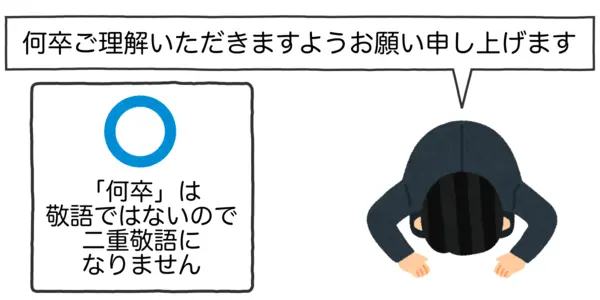 何卒ご理解いただきますようお願い申し上げます
「何卒」は
敬語ではないので
二重敬語に
なりません